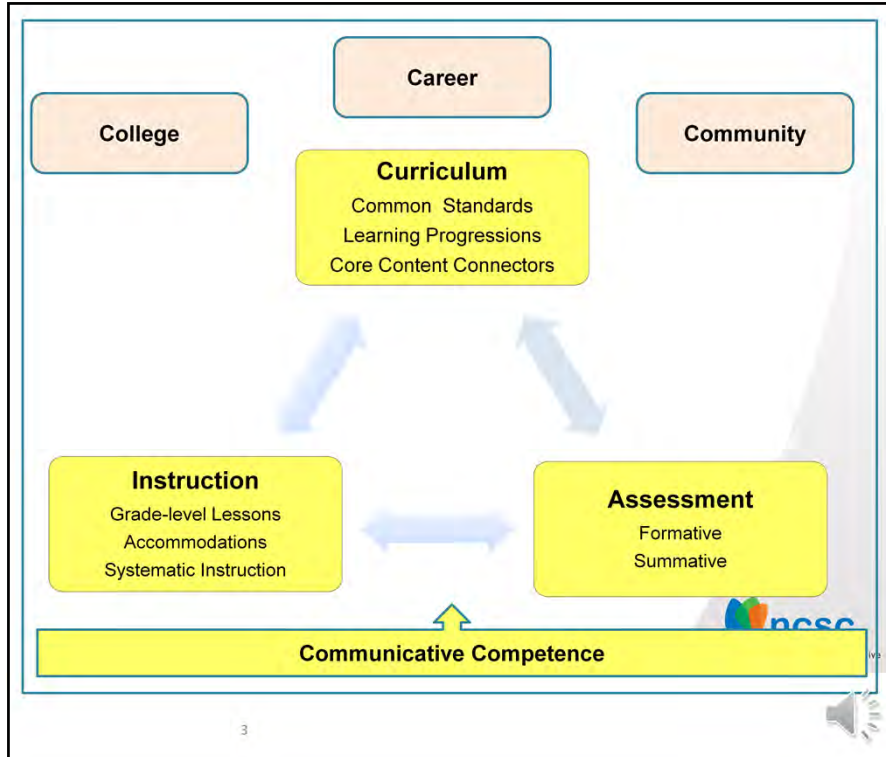 Career
College
Community
Curriculum
Common Standards
Learning Progressions
Core Content Connectors
Instruction
Grade-level Lessons
Accommodations
Systematic Instruction
Assessment
Formative
Summative
ncsc
Communicative Competence
3